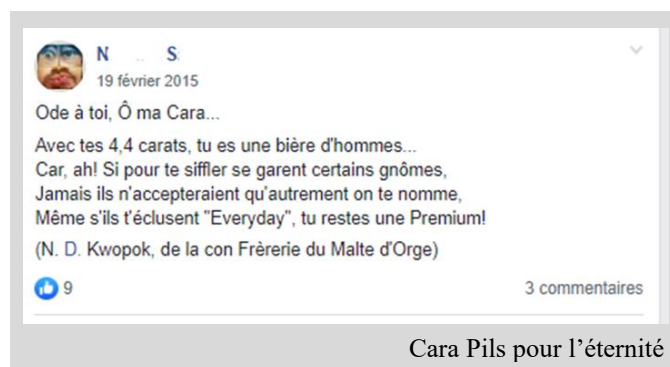 N S
19 février 2015
Ode à toi, Ô ma Cara...
Avec tes 4,4 carats, tu es une bière d'hommes...
Car, ah! Si pour te siffler se garent certains gnômes,
Jamais ils n'accepteraient qu'autrement on te nomme,
Même s'ils t'éclusent "Everyday", tu restes une Premium!
(N. D. Kwopok, de la con Frèrerie du Malte d'Orge)
9 3 commentaires
Cara Pils pour l’éternité